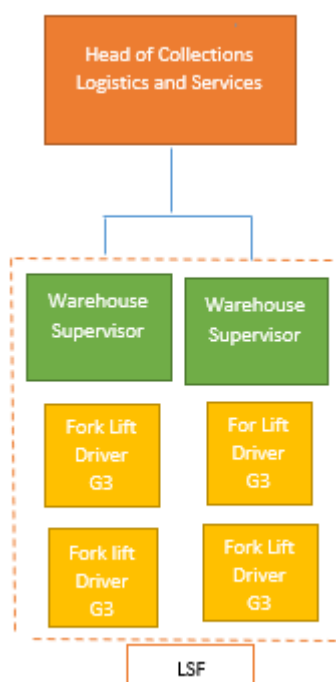 Head of Collections
Logistics and Services
Warehouse
Supervisor
Warehouse
Supervisor
Fork Lift
Driver
G3
For Lift
Driver
G3
Fork lift
Driver
G3
Fork Lift
Driver
G3
LSF